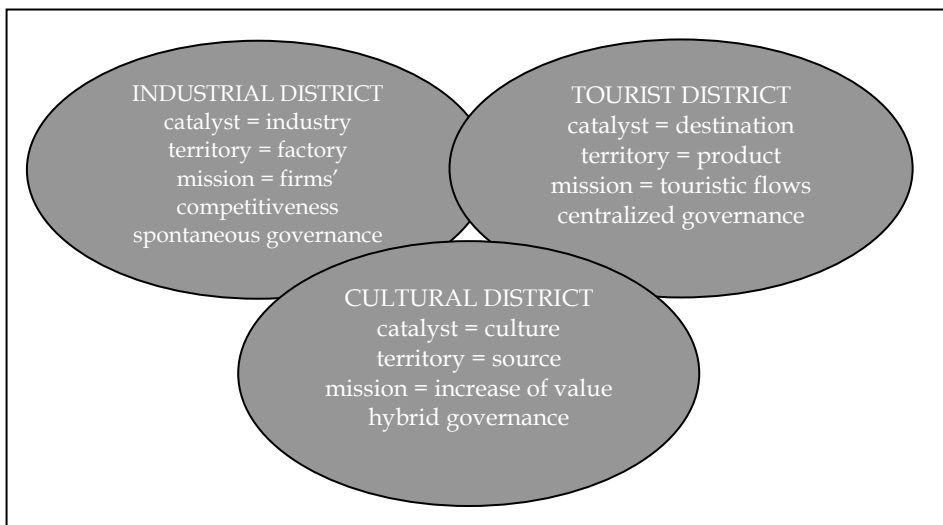 INDUSTRIAL DISTRICT
catalyst = industry
territory = factory
mission = firms’
competitiveness
spontaneous governance
TOURIST DISTRICT
catalyst = destination
territory = product
mission = touristic flows
centralized governance
CULTURAL DISTRICT
catalyst = culture
territory = source
mission = increase of value
hybrid governance